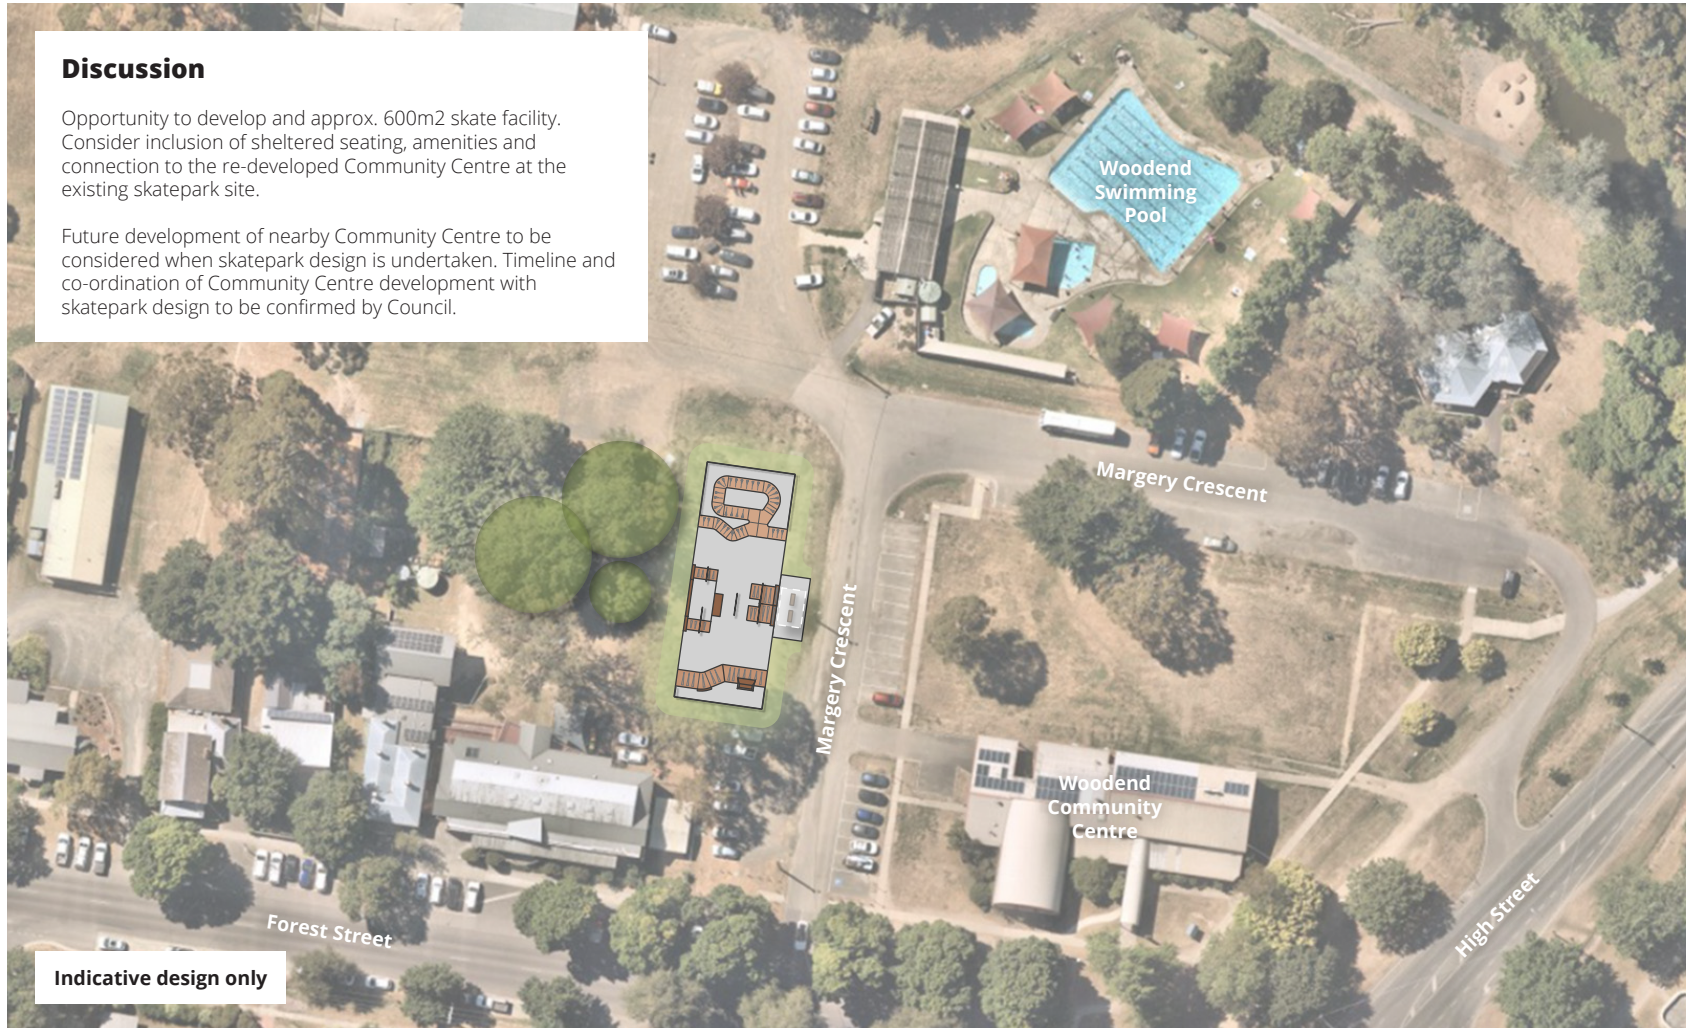 Discussion
Opportunity to develop and approx. 600m2 skate facility.
Consider inclusion of sheltered seating, amenities and
connection to the re-developed Community Centre at the
existing skatepark site.
Future development of nearby Community Centre to be
considered when skatepark design is undertaken. Timeline and
co-ordination of Community Centre development with
skatepark design to be confirmed by Council.
Woodend
Swimming
Pool
Margery Crescent
Margery Crescent
Woodend
Community
Centre
High Street
Forest Street
Indicative design only